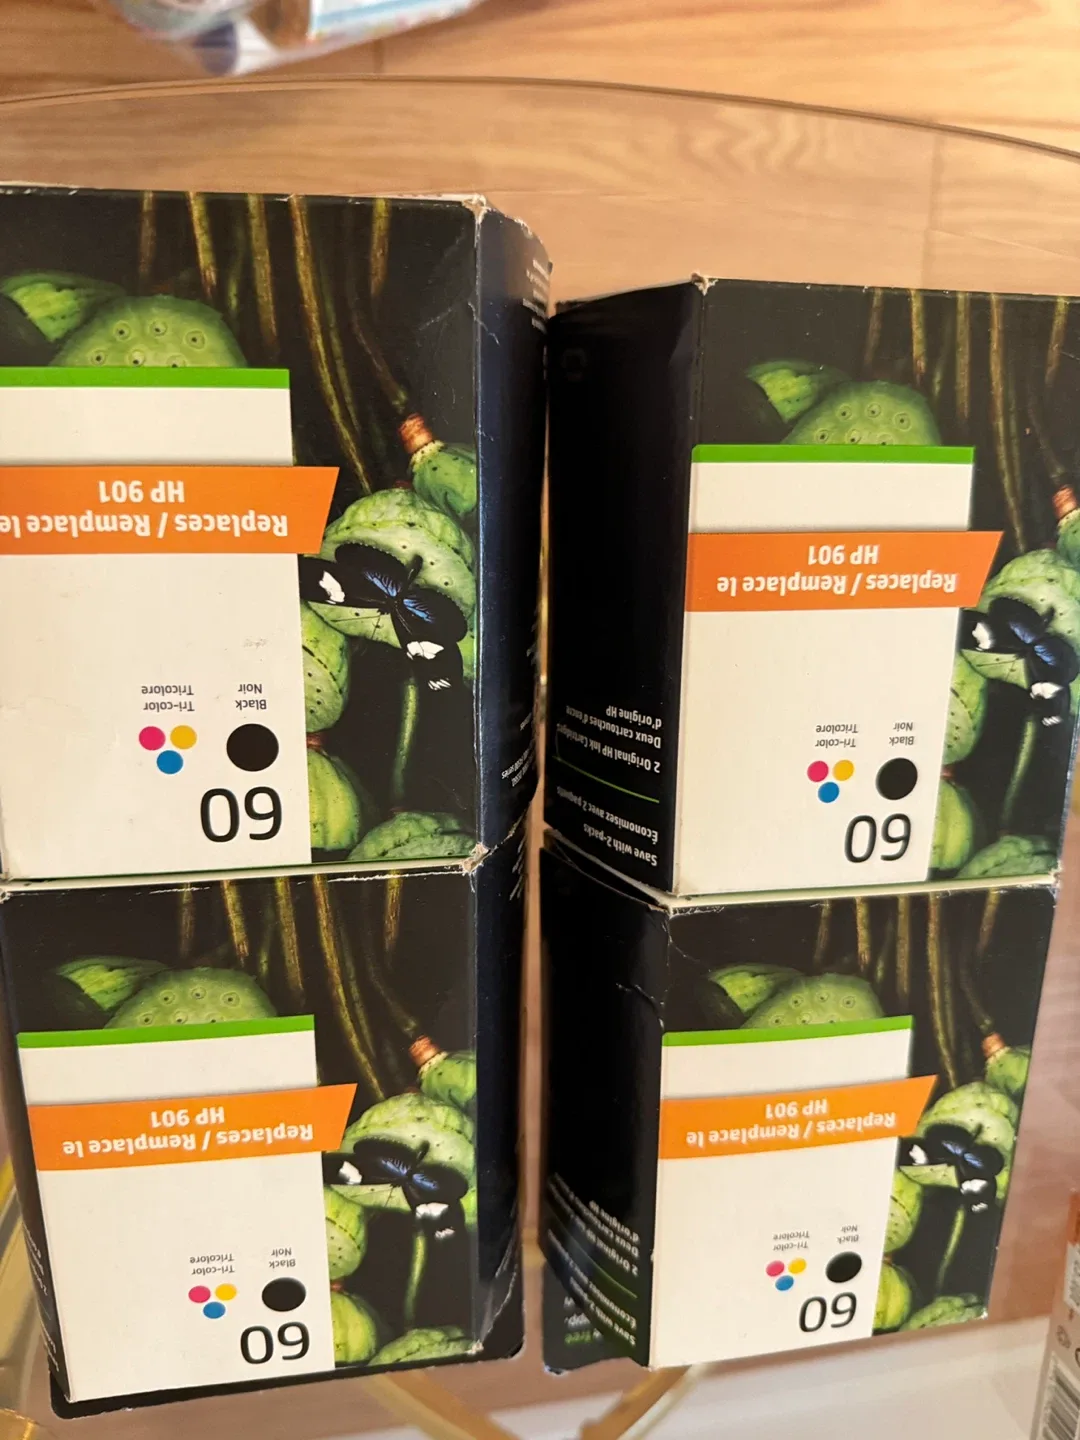 60
Black
Noir
Tri-color
Tricolore
Replaces / Remplace le
HP 901
60
Black
Noir
Tri-color
Tricolore
Replaces / Remplace le
HP 901
60
Black
Noir
Tri-color
Tricolore
Replaces / Remplace le
HP 901
Save with 2-packs
Économisez avec 2 paquets
2 Original HP Ink Cartridges
Deux cartouches d'encre
d'origine HP
60
Black
Noir
Tri-color
Tricolore
Replaces / Remplace le
HP 901